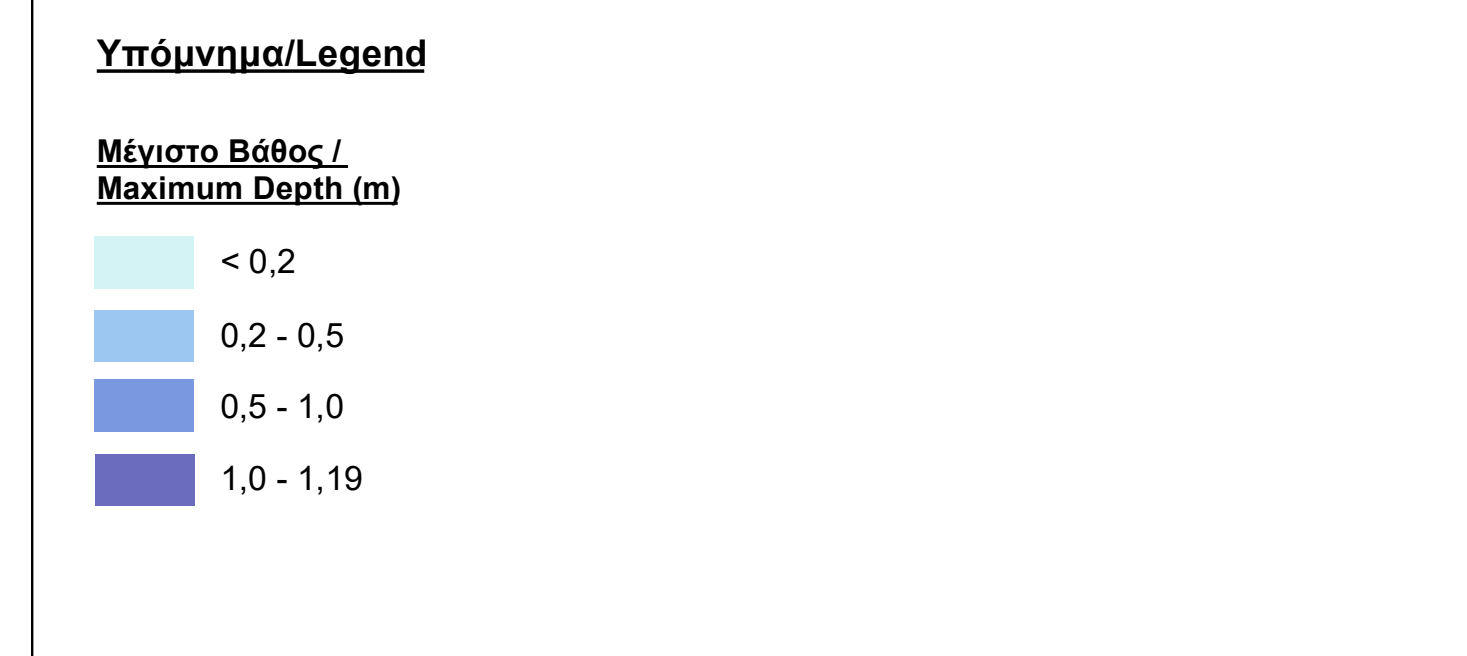 Υπόμνημα/Legend
Μέγιστο Βάθος /
Maximum Depth (m)
< 0,2
0,2 - 0,5
0,5 - 1,0
1,0 - 1,19